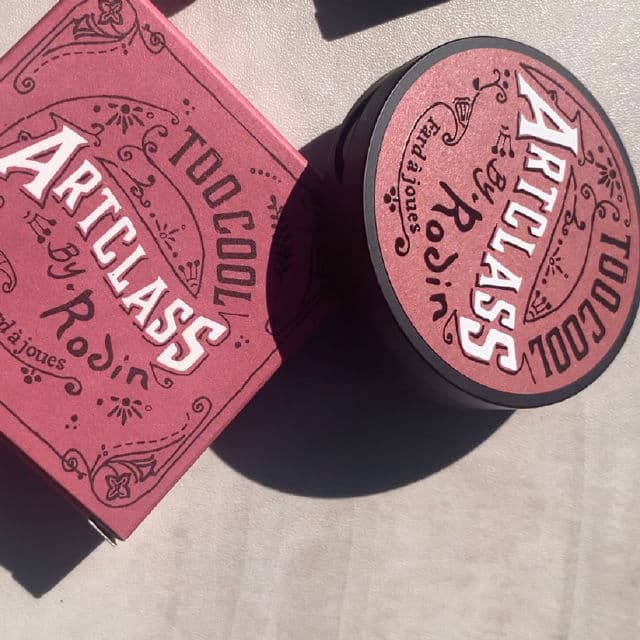 TOO COOL
ARTCLASS
By. Rodin
Fard à joues
TOO COOL
ARTCLASS
By. Rodin
Fard à joues